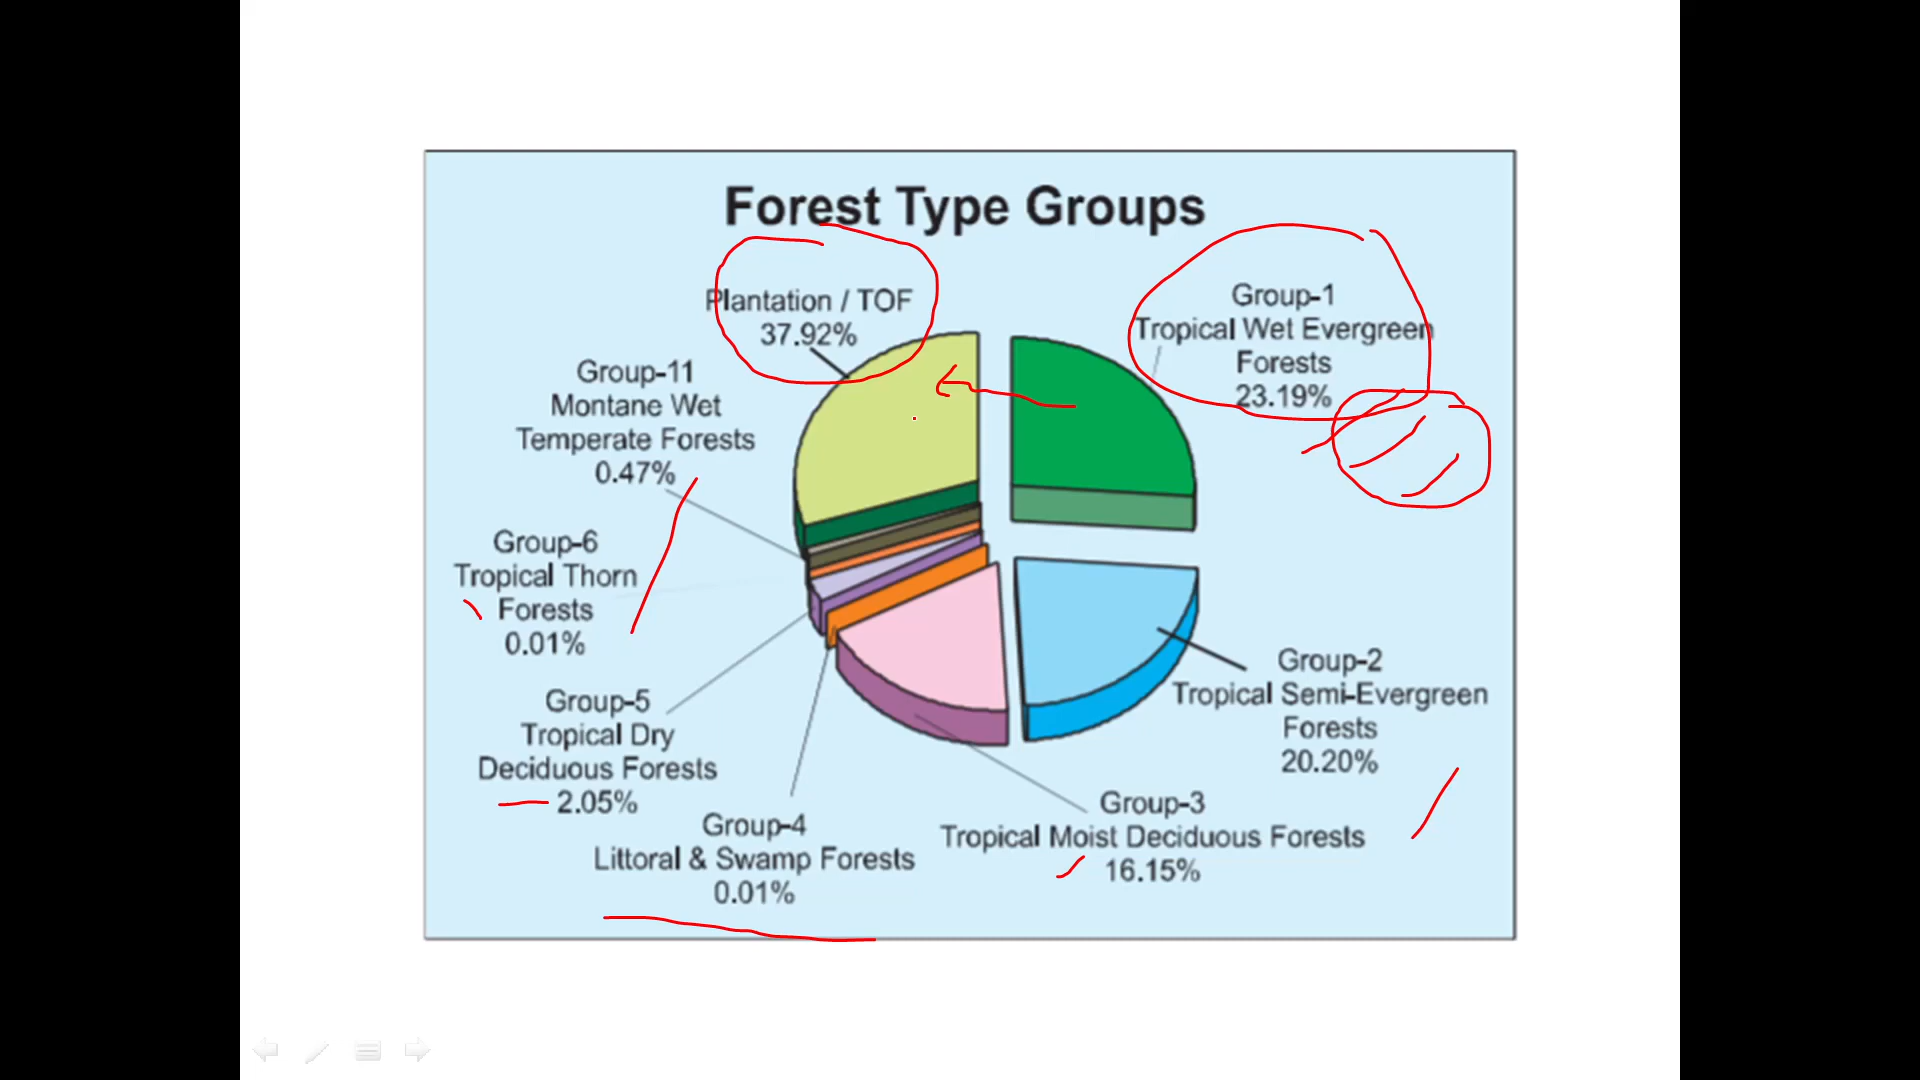 Forest Type Groups
Plantation / TOF
37.92%
Group-1
Tropical Wet Evergreen
Forests
23.19%
Group-11
Montane Wet
Temperate Forests
0.47%
Group-6
Tropical Thorn
Forests
0.01%
Group-2
Tropical Semi-Evergreen
Forests
20.20%
Group-5
Tropical Dry
Deciduous Forests
2.05%
Group-3
Tropical Moist Deciduous Forests
16.15%
Group-4
Littoral & Swamp Forests
0.01%